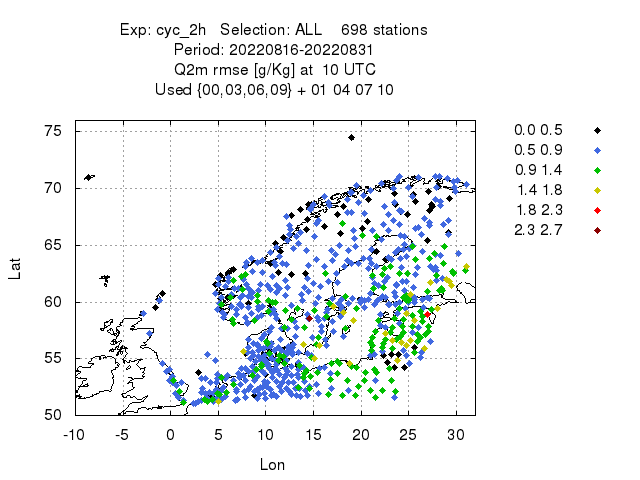 Exp: cyc_2h Selection: ALL 698 stations
Period: 20220816-20220831
Q2m rmse [g/Kg] at 10 UTC
Used {00,03,06,09} + 01 04 07 10
75
70
65
60
55
50
Lat
-10 -5 0 5 10 15 20 25 30
Lon
0.0 0.5
0.5 0.9
0.9 1.4
1.4 1.8
1.8 2.3
2.3 2.7